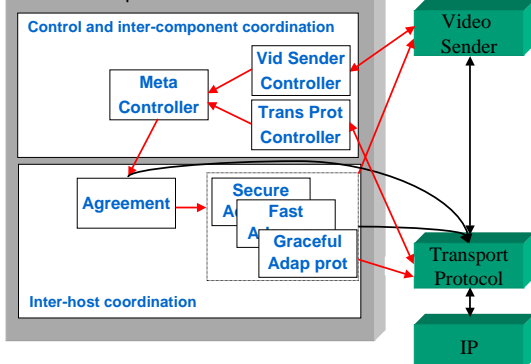 Control and inter-component coordination
Video
Sender
Vid Sender
Controller
Meta
Controller
Trans Prot
Controller
Agreement
Secure
Fast
Graceful
Adap prot
Transport
Protocol
Inter-host coordination
IP